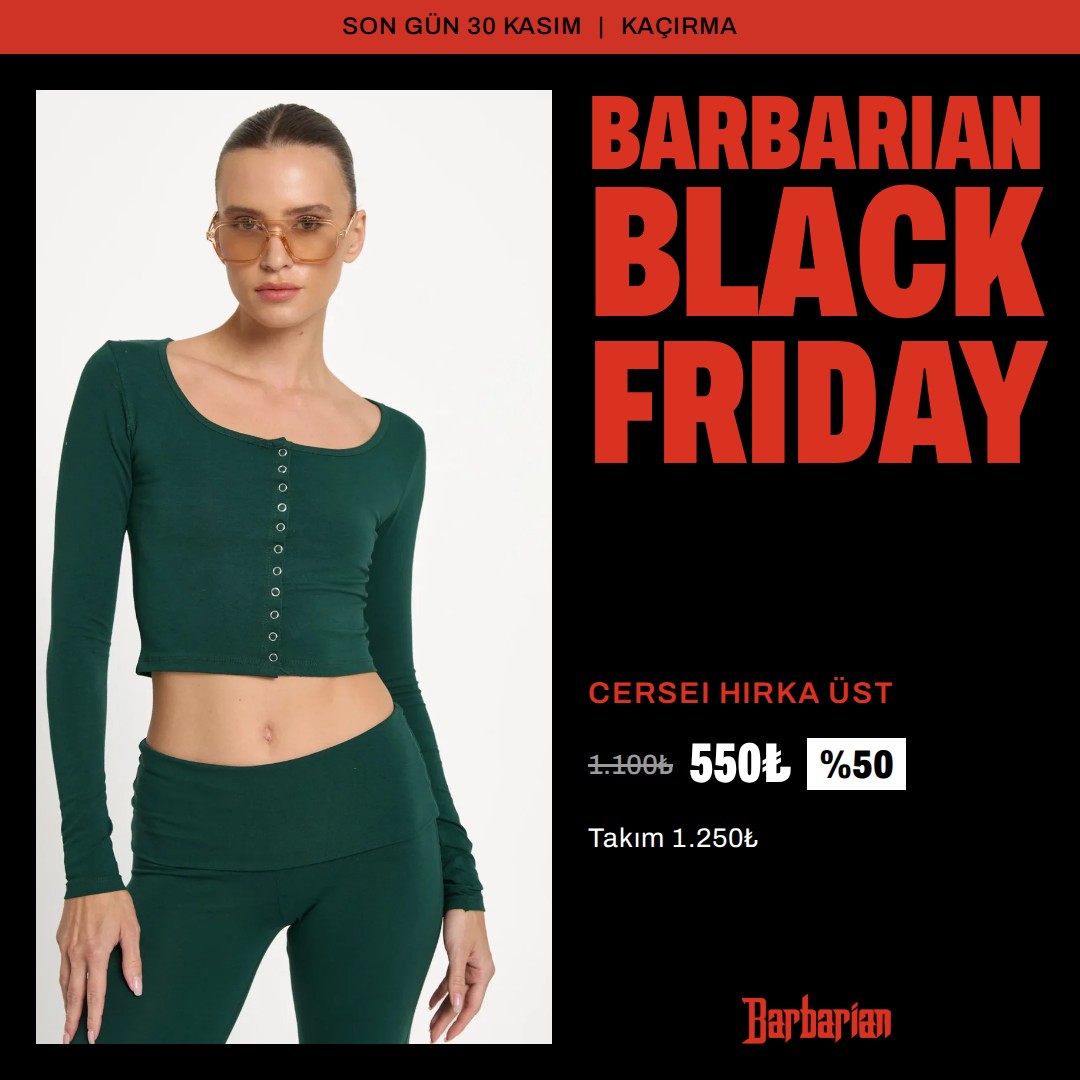 SON GÜN 30 KASIM | KAÇIRMA
BARBARIAN
BLACK
FRIDAY
CERSEI HIRKA ÜST
1.100₺ 550₺ %50
Takım 1.250₺
Barbarian